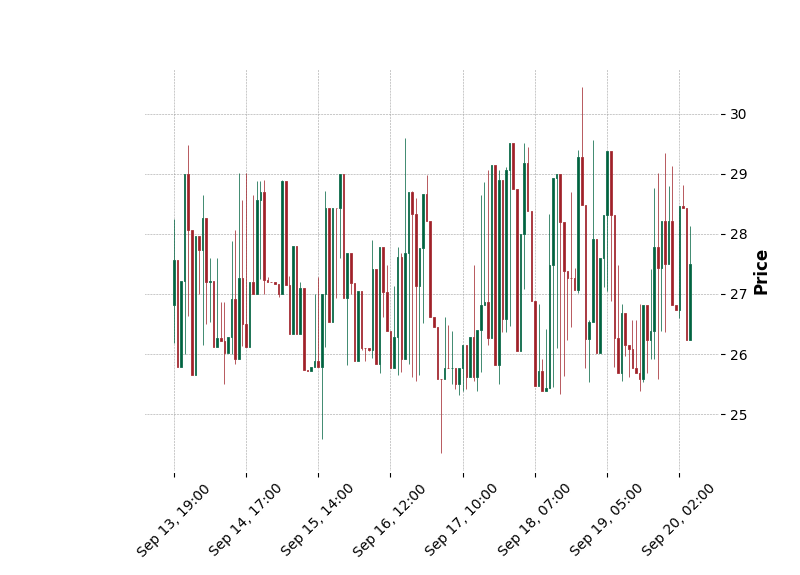 30
29
28
27
26
25
Price
Sep 13, 19:00
Sep 14, 17:00
Sep 15, 14:00
Sep 16, 12:00
Sep 17, 10:00
Sep 18, 07:00
Sep 19, 05:00
Sep 20, 02:00